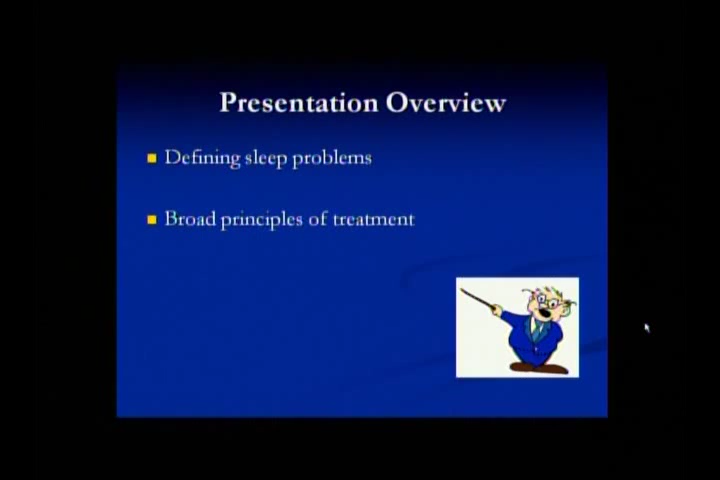 Presentation Overview
Defining sleep problems
Broad principles of treatment